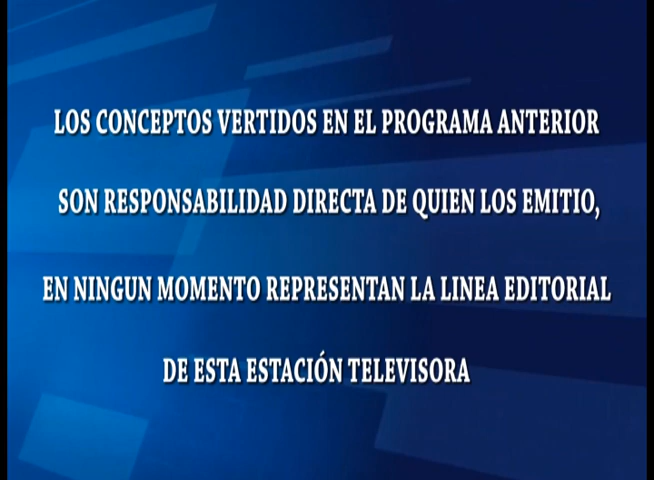 LOS CONCEPTOS VERTIDOS EN EL PROGRAMA ANTERIOR
SON RESPONSABILIDAD DIRECTA DE QUIEN LOS EMITIO,
EN NINGUN MOMENTO REPRESENTAN LA LINEA EDITORIAL
DE ESTA ESTACIÓN TELEVISORA